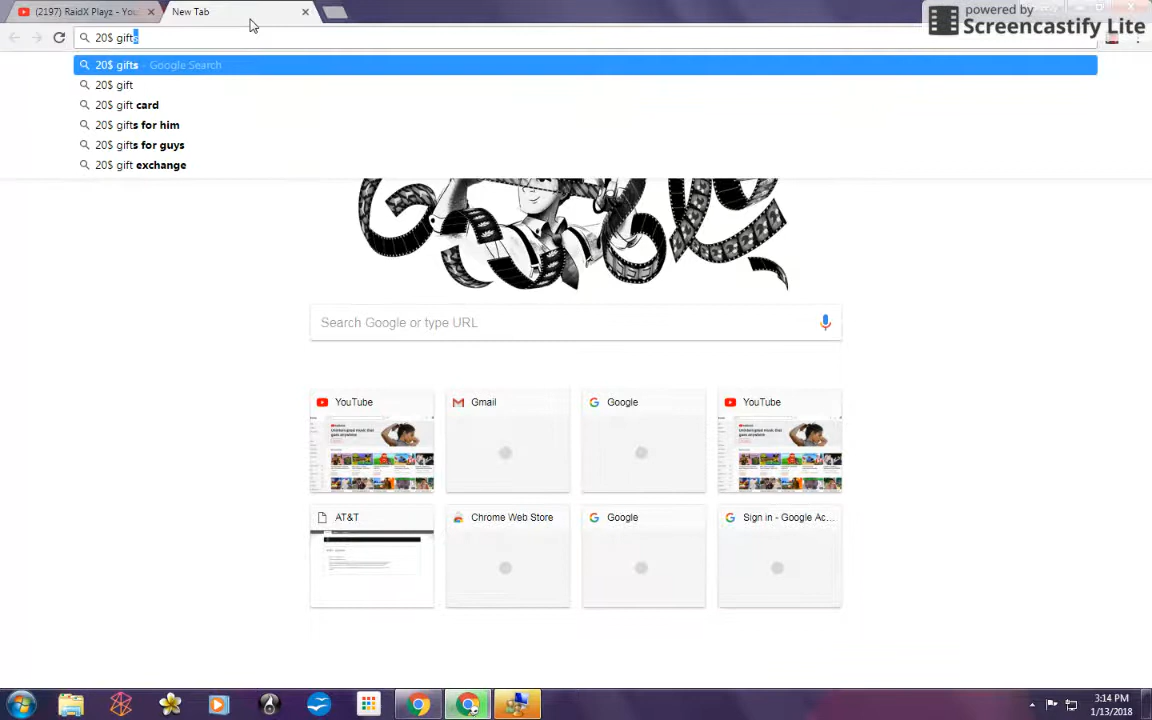 (2197) RaidX Playz - You
New Tab
powered by
Screencastify Lite
20$ gifts
20$ gifts - Google Search
20$ gift
20$ gift card
20$ gifts for him
20$ gifts for guys
20$ gift exchange
Search Google or type URL
YouTube
Gmail
Google
YouTube
AT&T
Chrome Web Store
Google
Sign in - Google Ac...
3:14 PM
1/13/2018